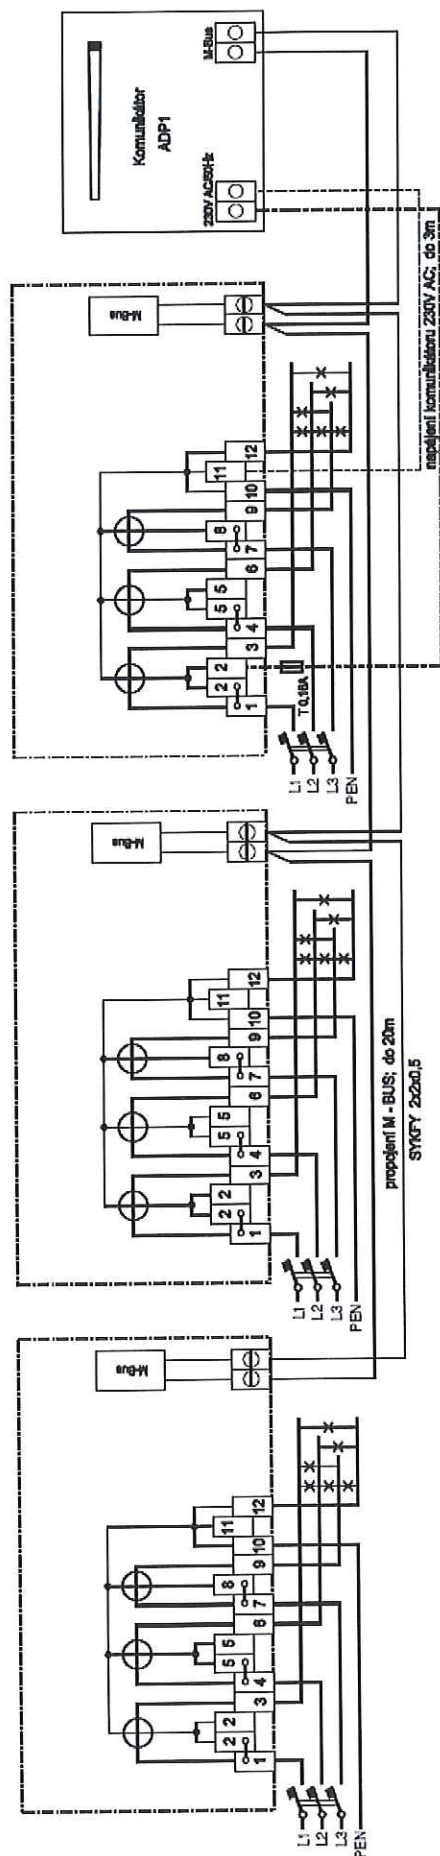 M-Bus
1 2 2 3 4 5 5 6 7 8 9 10 11 12
L1
L2
L3
PEN
M-Bus
1 2 2 3 4 5 5 6 7 8 9 10 11 12
L1
L2
L3
PEN
propojení M - BUS; do 20m
SYKFY 2x2x0,5
M-Bus
1 2 2 3 4 5 5 6 7 8 9 10 11 12
T 0,16A
L1
L2
L3
PEN
napájení komunikátoru 230V AC; do 3m
Komunikátor
ADP1
230V AC/50Hz
M-Bus